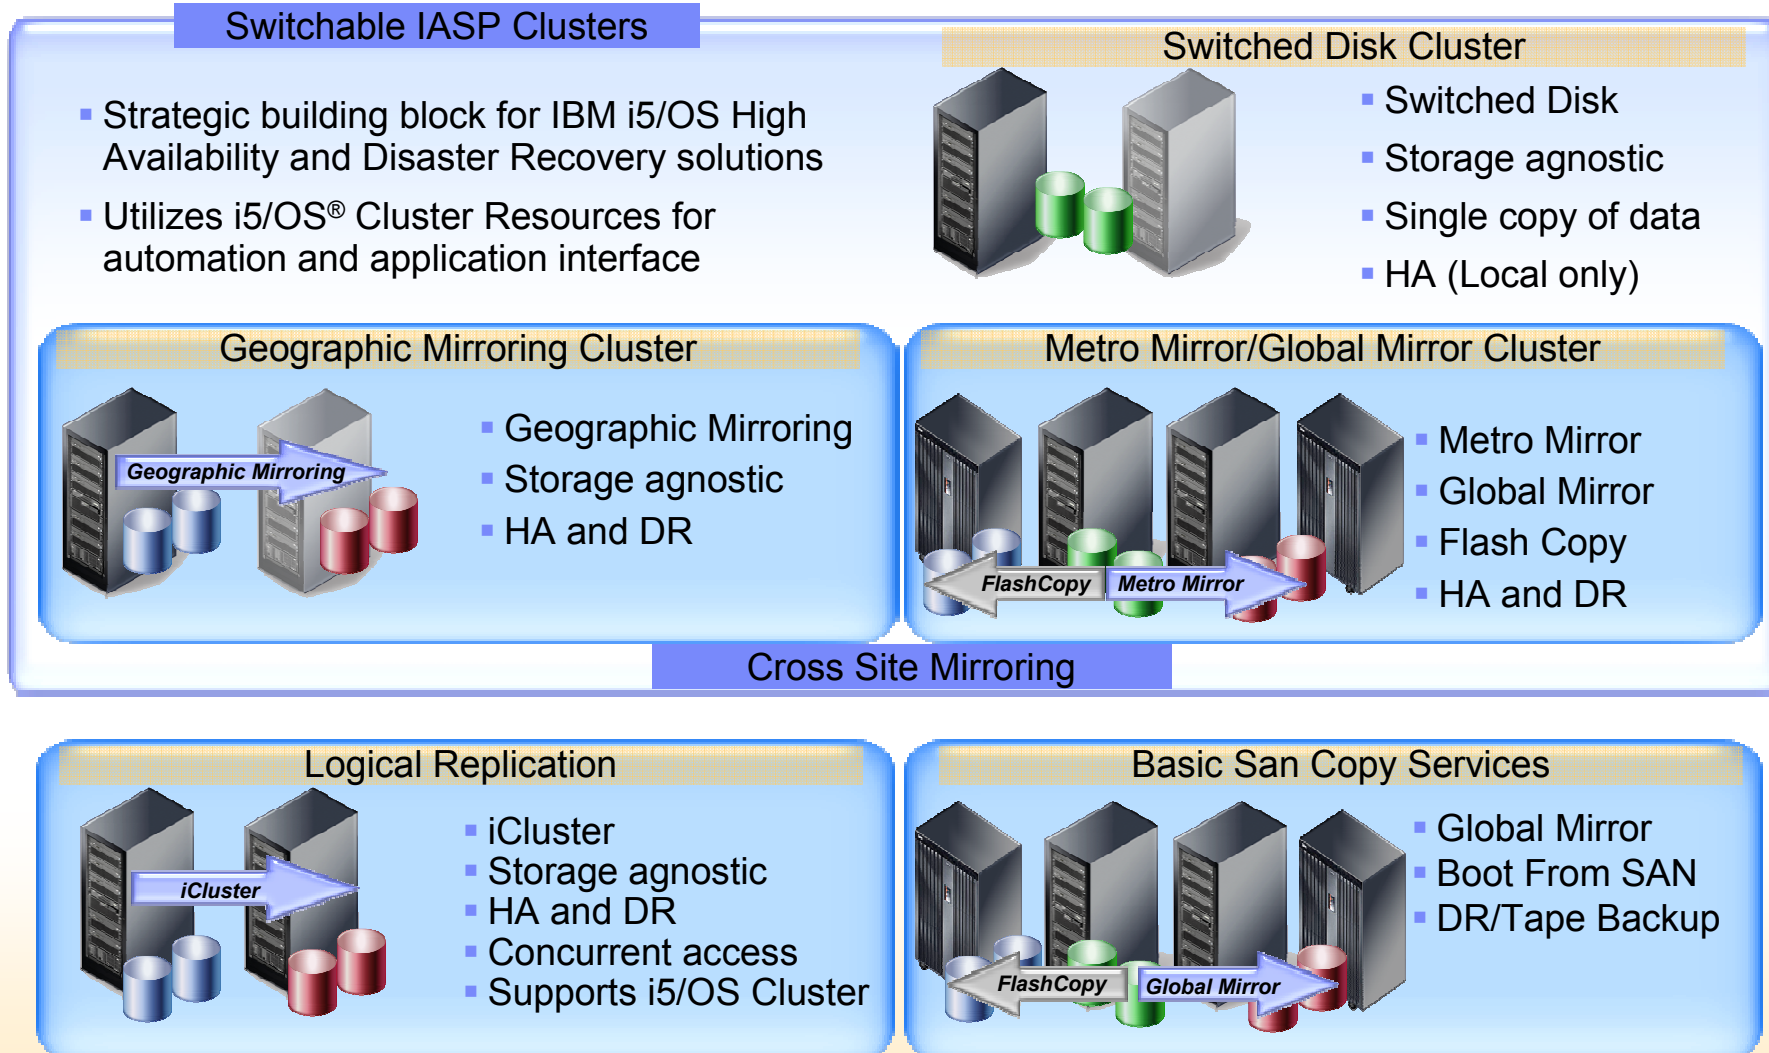 Switchable IASP Clusters
Strategic building block for IBM i5/OS High
Availability and Disaster Recovery solutions
Utilizes i5/OS® Cluster Resources for
automation and application interface
Switched Disk Cluster
Switched Disk
Storage agnostic
Single copy of data
HA (Local only)
Geographic Mirroring Cluster
Geographic Mirroring
Geographic Mirroring
Storage agnostic
HA and DR
Metro Mirror/Global Mirror Cluster
FlashCopy
Metro Mirror
Metro Mirror
Global Mirror
Flash Copy
HA and DR
Cross Site Mirroring
Logical Replication
iCluster
iCluster
Storage agnostic
HA and DR
Concurrent access
Supports i5/OS Cluster
Basic San Copy Services
FlashCopy
Global Mirror
Global Mirror
Boot From SAN
DR/Tape Backup